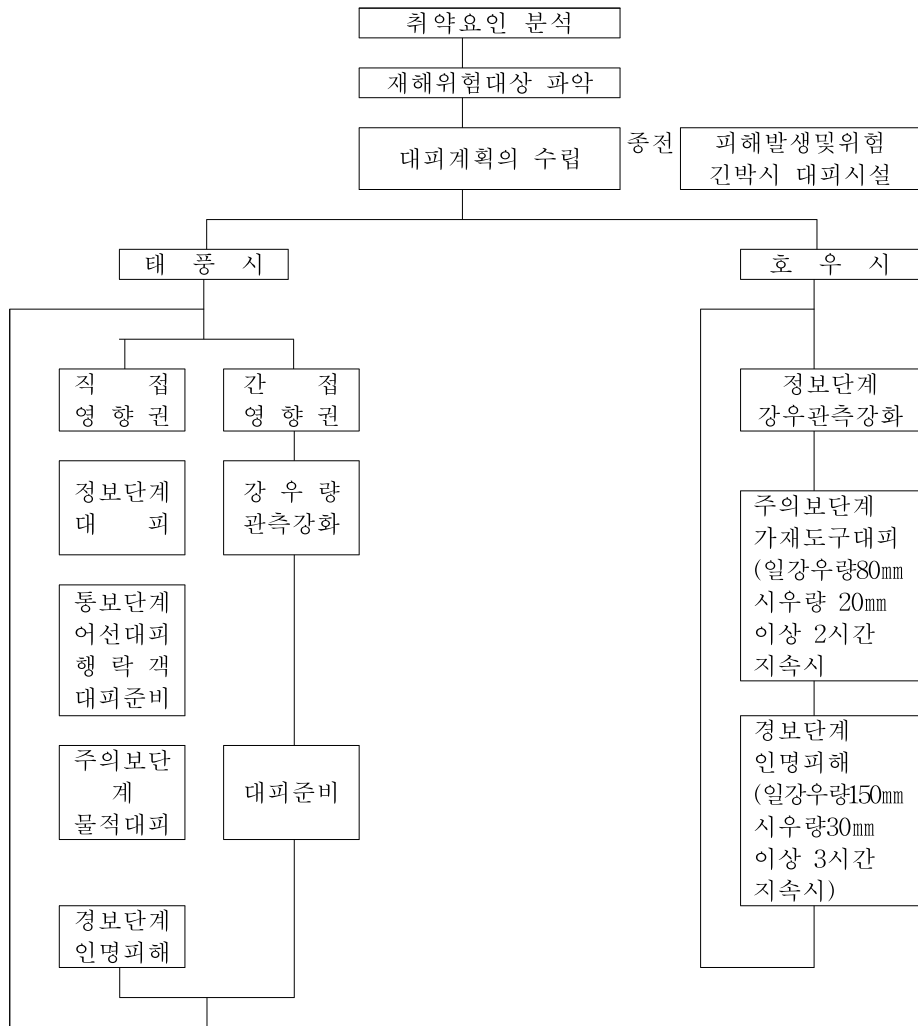 취약요인 분석
재해위험대상 파악
대피계획의 수립
종전
피해발생및위험
긴박시 대피시설
태 풍 시
호 우 시
직 접
영 향 권
간 접
영 향 권
정보단계
대 피
강 우 량
관측강화
통보단계
어선대피
행 락 객
대피준비
주의보단
계
물적대피
대피준비
경보단계
인명피해
정보단계
강우관측강화
주의보단계
가재도구대피
(일강우량80㎜
시우량 20㎜
이상 2시간
지속시
경보단계
인명피해
(일강우량150㎜
시우량30㎜
이상 3시간
지속시)